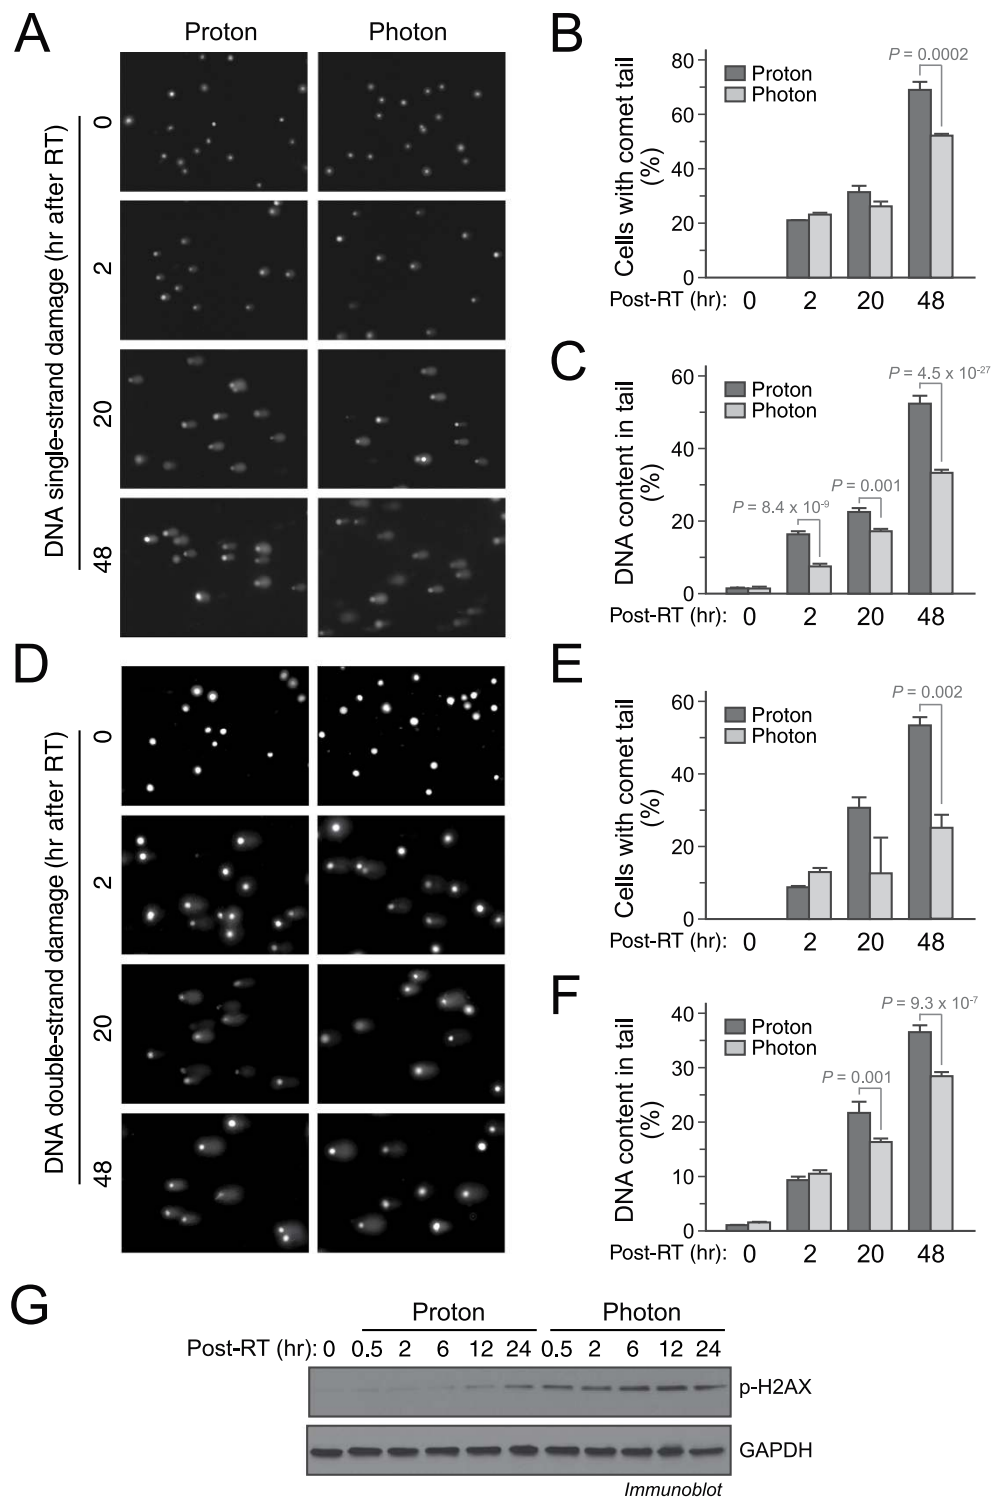 A
Proton
Photon
DNA single-strand damage (hr after RT)
0
2
20
48
B
Cells with comet tail
(%)
80
60
40
20
0
Proton
Photon
P = 0.0002
Post-RT (hr): 0 2 20 48
C
DNA content in tail
(%)
60
40
20
0
Proton
Photon
P = 8.4 x 10-9
P = 0.001
P = 4.5 x 10-27
Post-RT (hr): 0 2 20 48
D
DNA double-strand damage (hr after RT)
0
2
20
48
E
Cells with comet tail
(%)
60
40
20
0
Proton
Photon
P = 0.002
Post-RT (hr): 0 2 20 48
F
DNA content in tail
(%)
40
30
20
10
0
Proton
Photon
P = 0.001
P = 9.3 x 10-7
Post-RT (hr): 0 2 20 48
G
Proton Photon
Post-RT (hr): 0 0.5 2 6 12 24 0.5 2 6 12 24
p-H2AX
GAPDH
Immunoblot